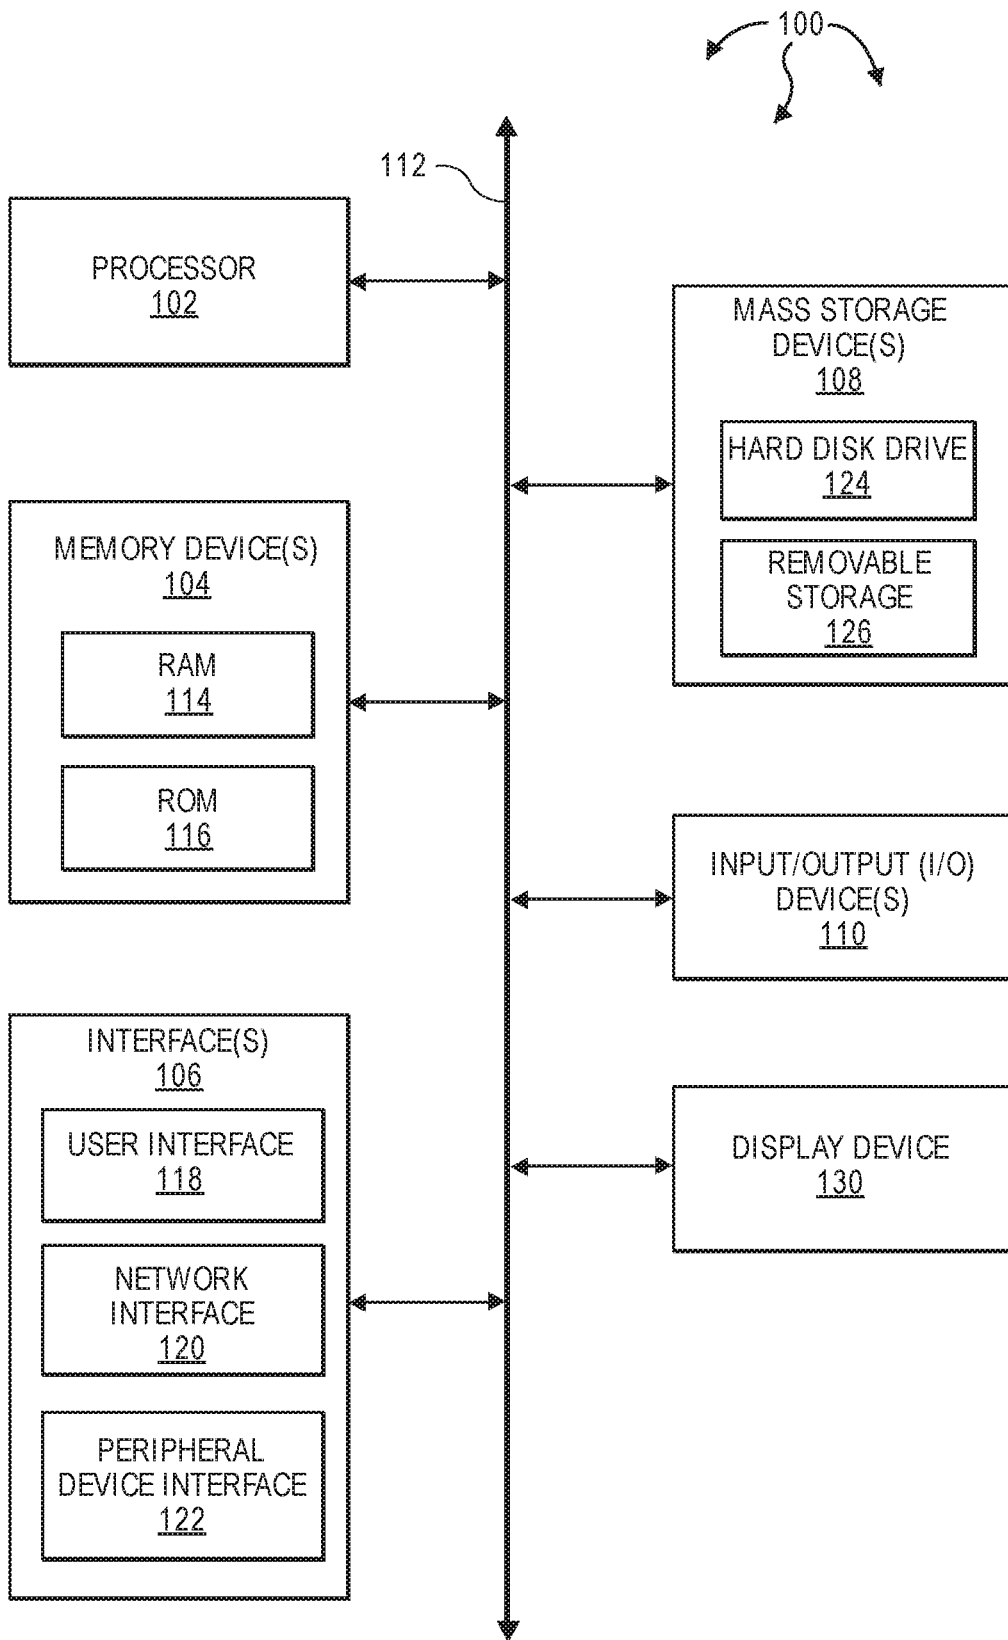 100
112
PROCESSOR
102
MASS STORAGE
DEVICE(S)
108
HARD DISK DRIVE
124
REMOVABLE
STORAGE
126
MEMORY DEVICE(S)
104
RAM
114
ROM
116
INPUT/OUTPUT (I/O)
DEVICE(S)
110
INTERFACE(S)
106
USER INTERFACE
118
NETWORK
INTERFACE
120
PERIPHERAL
DEVICE INTERFACE
122
DISPLAY DEVICE
130